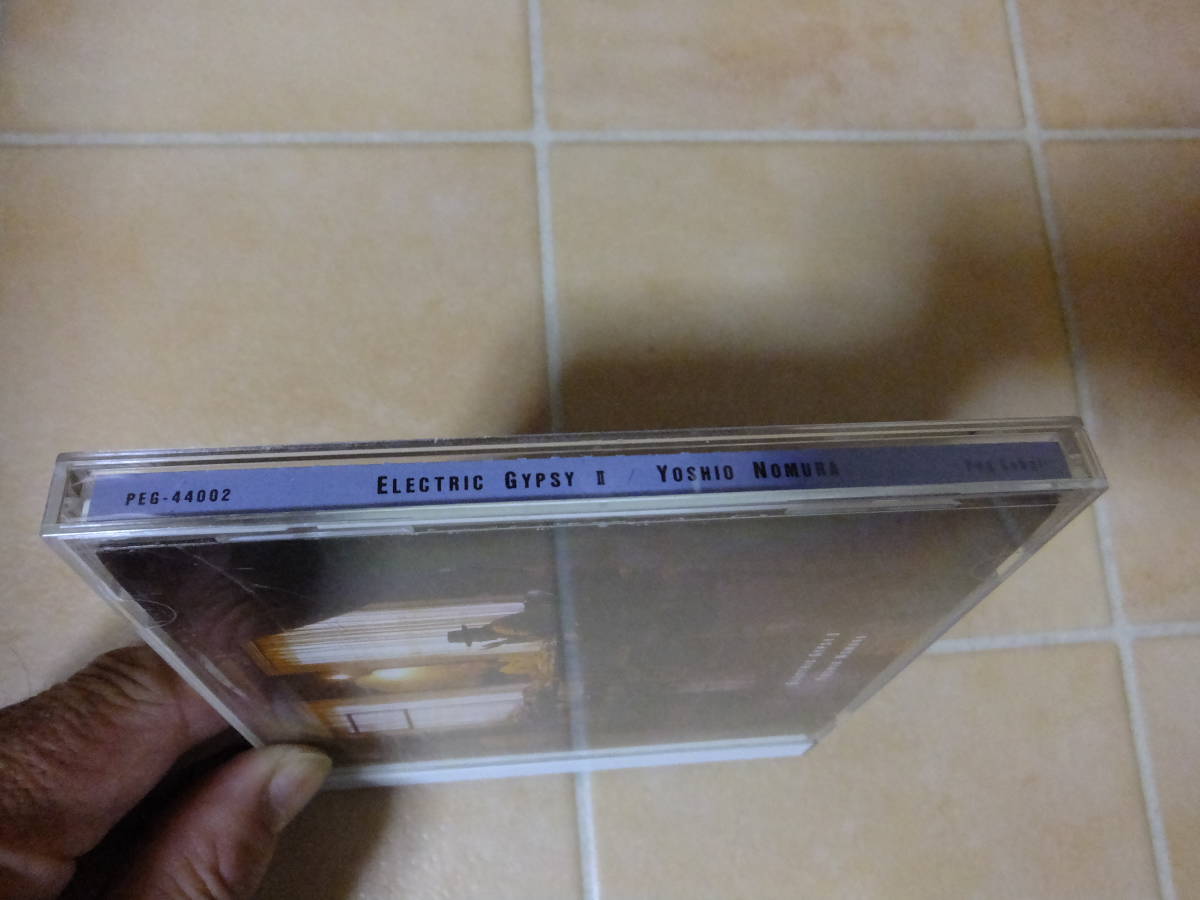 PEG-44002
ELECTRIC GYPSY II / YOSHIO NOMURA